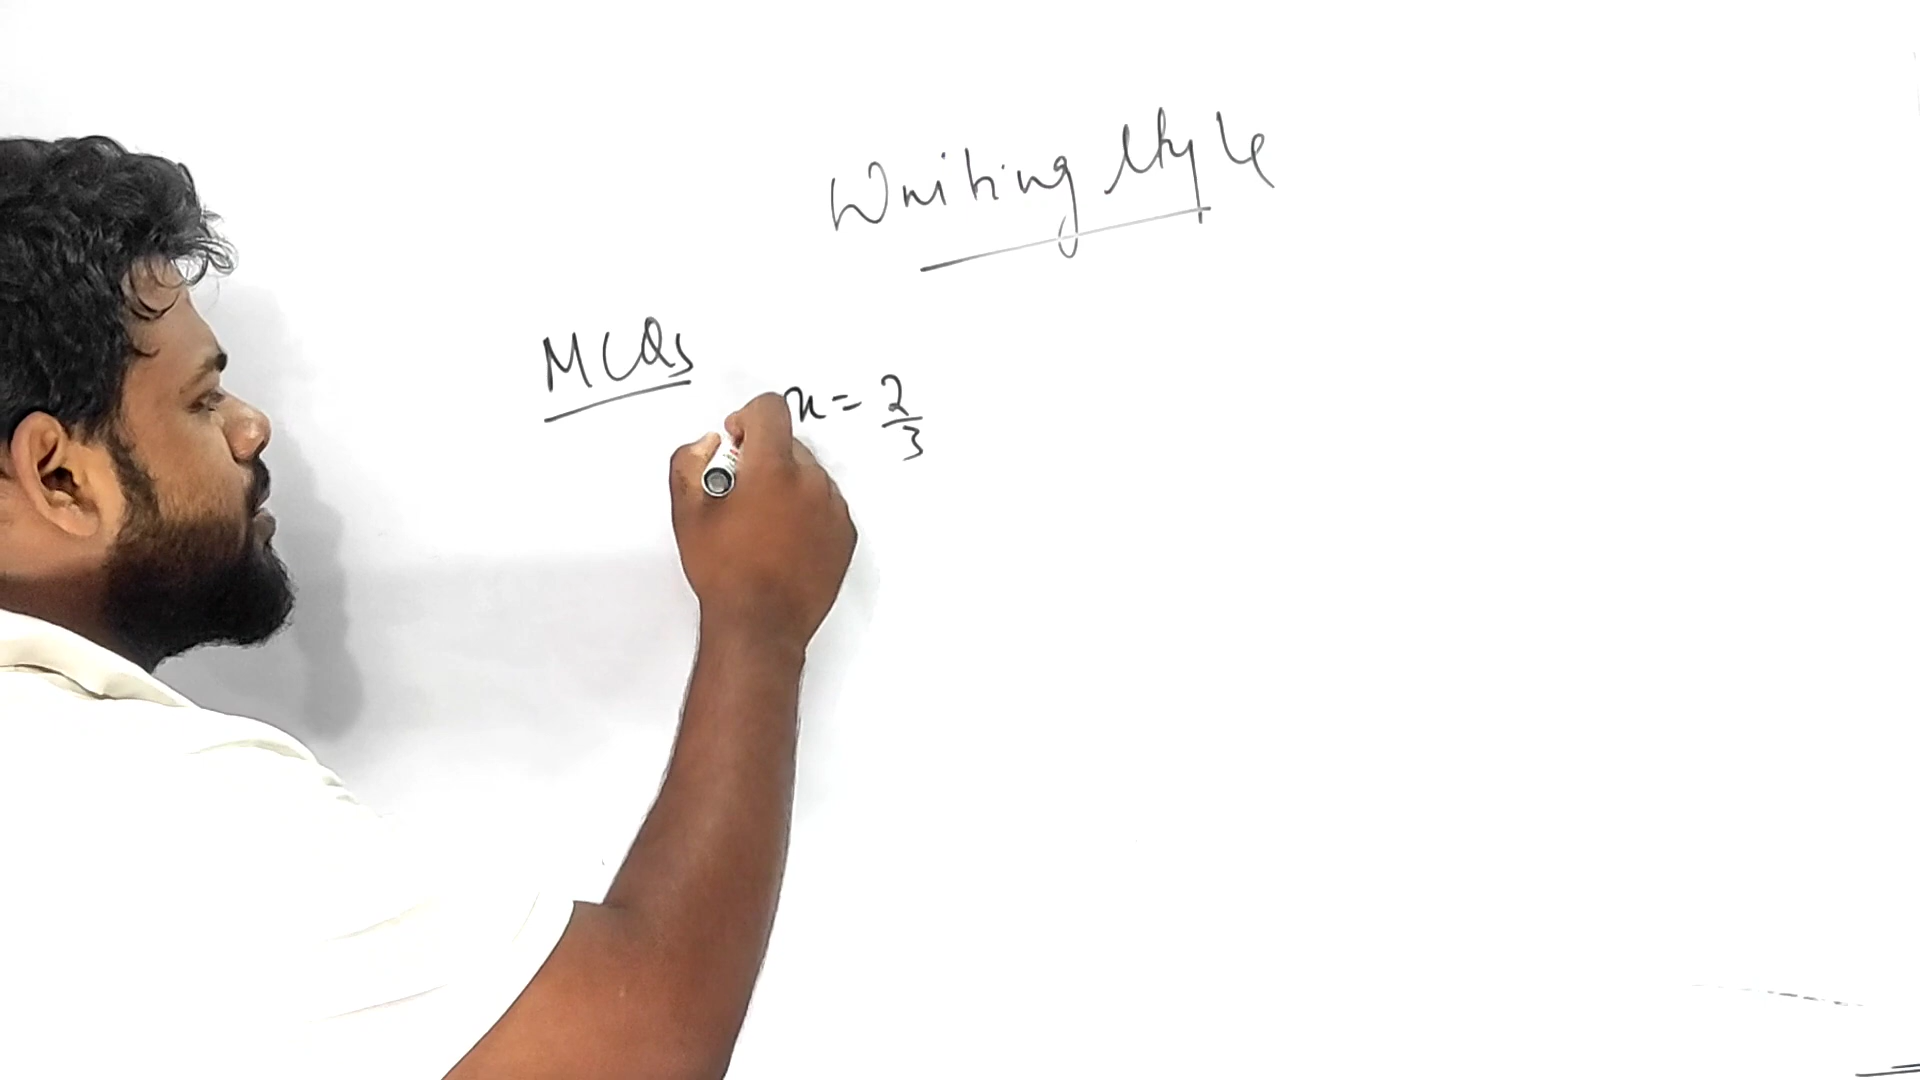 Writing Style
MCQs
x = 2/3